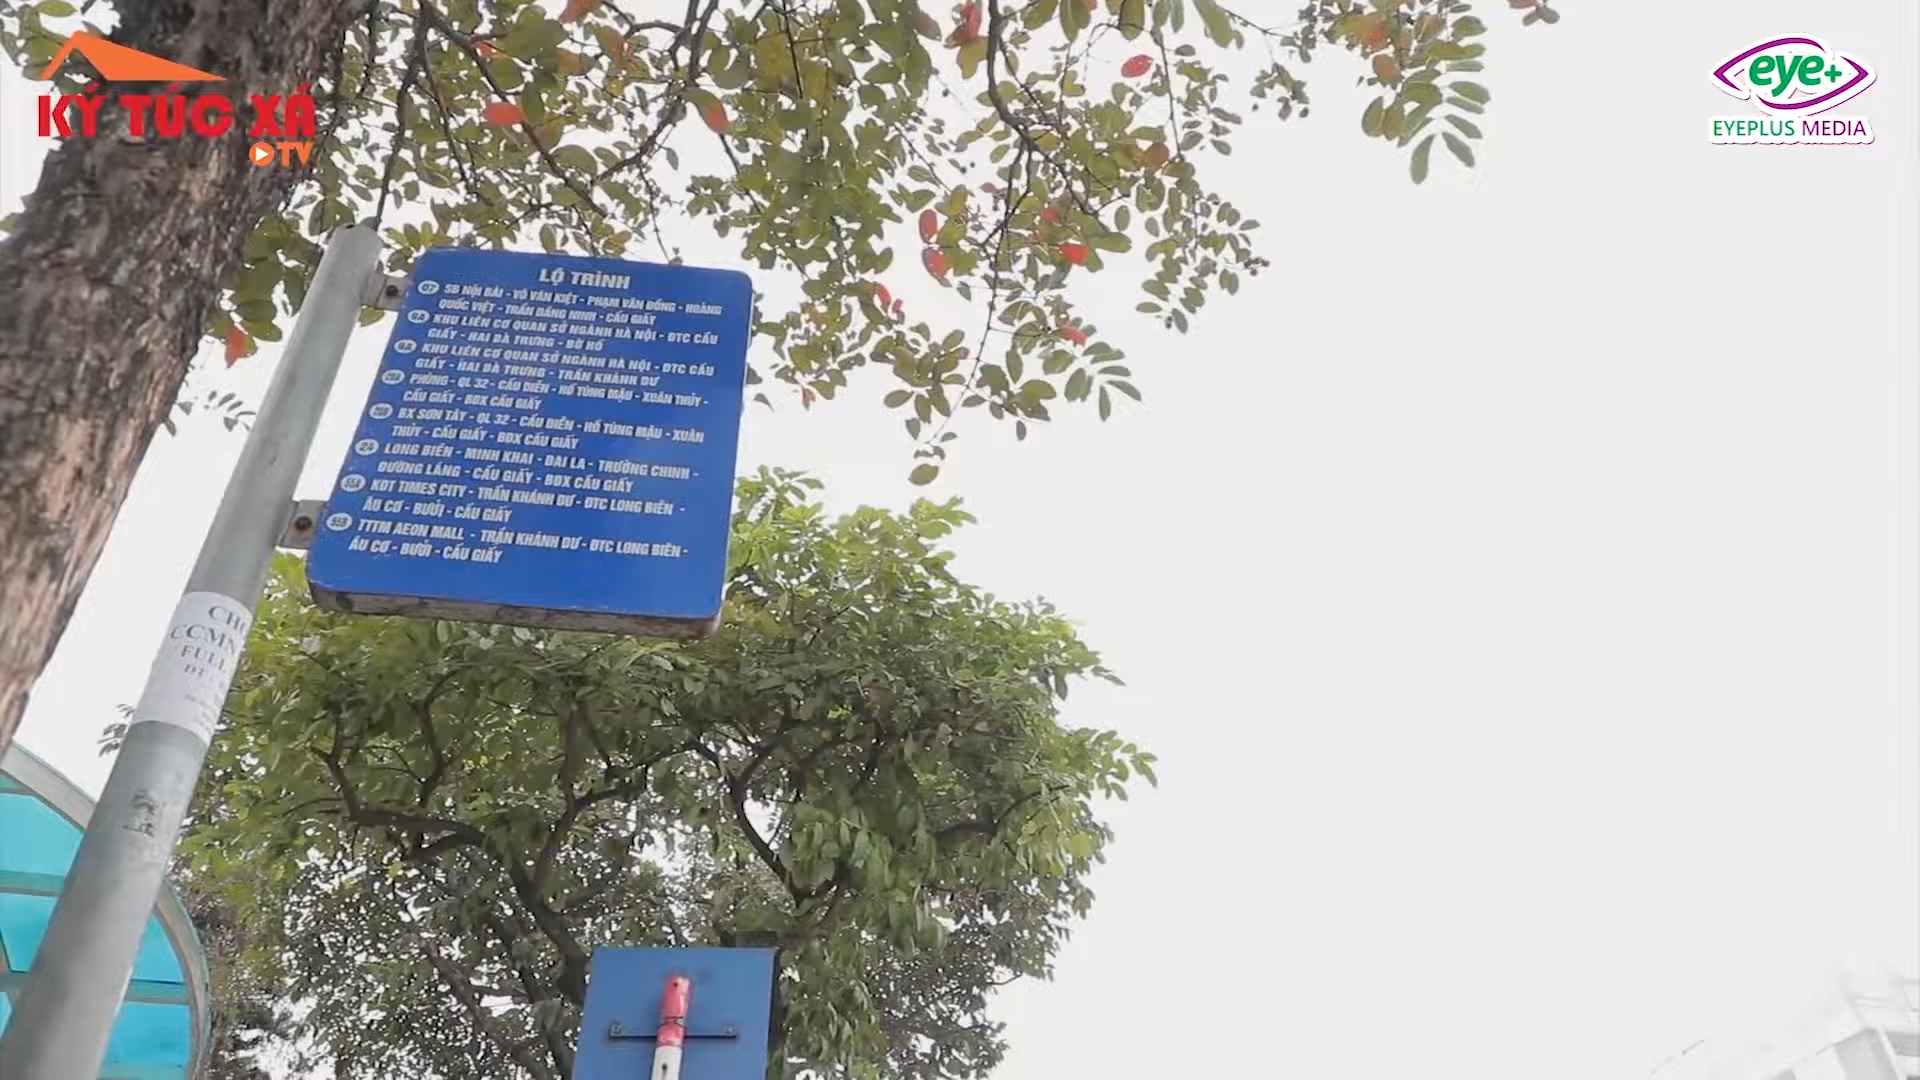 KÝ TÚC XÁ
TV
eye+
EYEPLUS MEDIA
LỘ TRÌNH
07 SB NỘI BÀI - VÕ VĂN KIỆT - PHẠM VĂN ĐỒNG - HOÀNG
QUỐC VIỆT - TRẦN ĐĂNG NINH - CẦU GIẤY
KHU LIÊN CƠ QUAN SỞ NGÀNH HÀ NỘI - ĐTC CẦU
GIẤY - HAI BÀ TRƯNG - BỜ HỒ
KHU LIÊN CƠ QUAN SỞ NGÀNH HÀ NỘI - ĐTC CẦU
GIẤY - HAI BÀ TRƯNG - TRẦN KHÁNH DƯ
PHÙNG - QL 32 - CẦU DIỄN - HỒ TÙNG MẬU - XUÂN THỦY -
CẦU GIẤY - BĐX CẦU GIẤY
BX SƠN TÂY - QL 32 - CẦU DIỄN - HỒ TÙNG MẬU - XUÂN
THỦY - CẦU GIẤY - BĐX CẦU GIẤY
24 LONG BIÊN - MINH KHAI - ĐẠI LA - TRƯỜNG CHINH -
ĐƯỜNG LÁNG - CẦU GIẤY - BĐX CẦU GIẤY
KĐT TIMES CITY - TRẦN KHÁNH DƯ - ĐTC LONG BIÊN -
ÂU CƠ - BƯỞI - CẦU GIẤY
TTTM AEON MALL - TRẦN KHÁNH DƯ - ĐTC LONG BIÊN -
ÂU CƠ - BƯỞI - CẦU GIẤY
CCMN
FULL